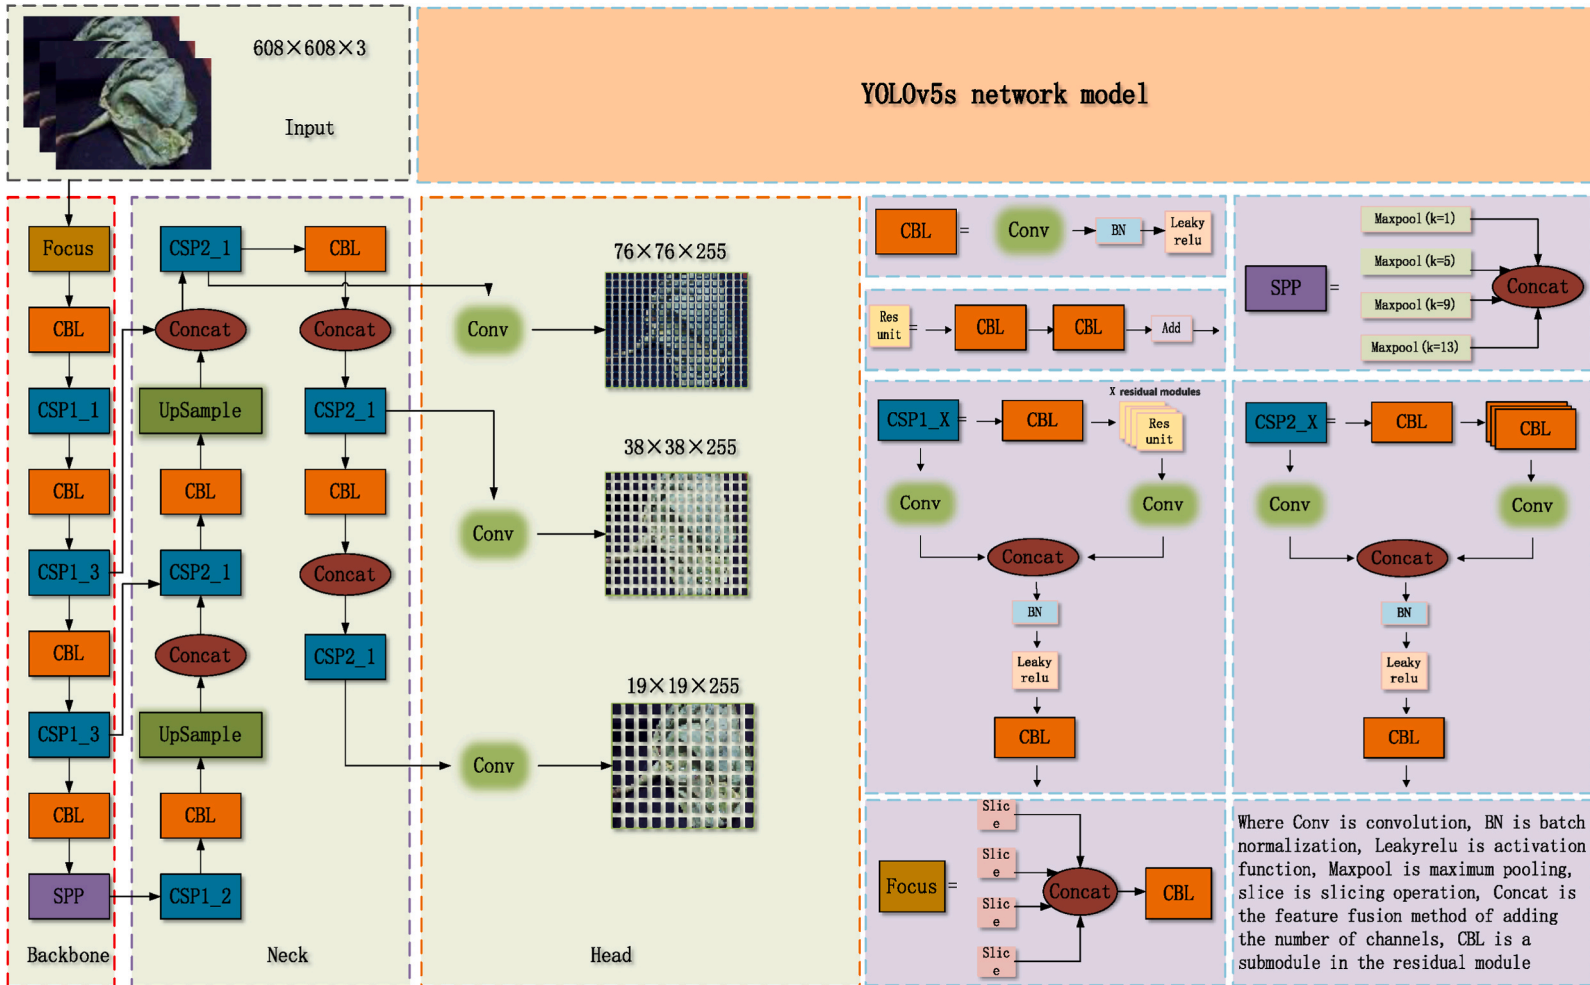 608×608×3
Input
YOLOv5s network model
Focus
CBL
CSP1_1
CBL
CSP1_3
CBL
CSP1_3
CBL
SPP
Backbone
CSP2_1
Concat
UpSample
CBL
CSP2_1
Concat
UpSample
CBL
CSP1_2
CBL
Concat
CSP2_1
CBL
Concat
CSP2_1
Neck
76×76×255
Conv
38×38×255
Conv
19×19×255
Conv
Head
CBL
=
Conv
BN
Leaky
relu
SPP
=
Maxpool(k=1)
Maxpool(k=5)
Maxpool(k=9)
Maxpool(k=13)
Concat
Res
unit
=
CBL
CBL
Add
CSP1_X
=
CBL
X residual modules
Res
unit
Conv
Conv
Concat
BN
Leaky
relu
CBL
CSP2_X
=
CBL
CBL
Conv
Conv
Concat
BN
Leaky
relu
CBL
Focus
=
Slic
e
Slic
e
Slic
e
Slic
e
Concat
CBL
Where Conv is convolution, BN is batch
normalization, Leakyrelu is activation
function, Maxpool is maximum pooling,
slice is slicing operation, Concat is
the feature fusion method of adding
the number of channels, CBL is a
submodule in the residual module